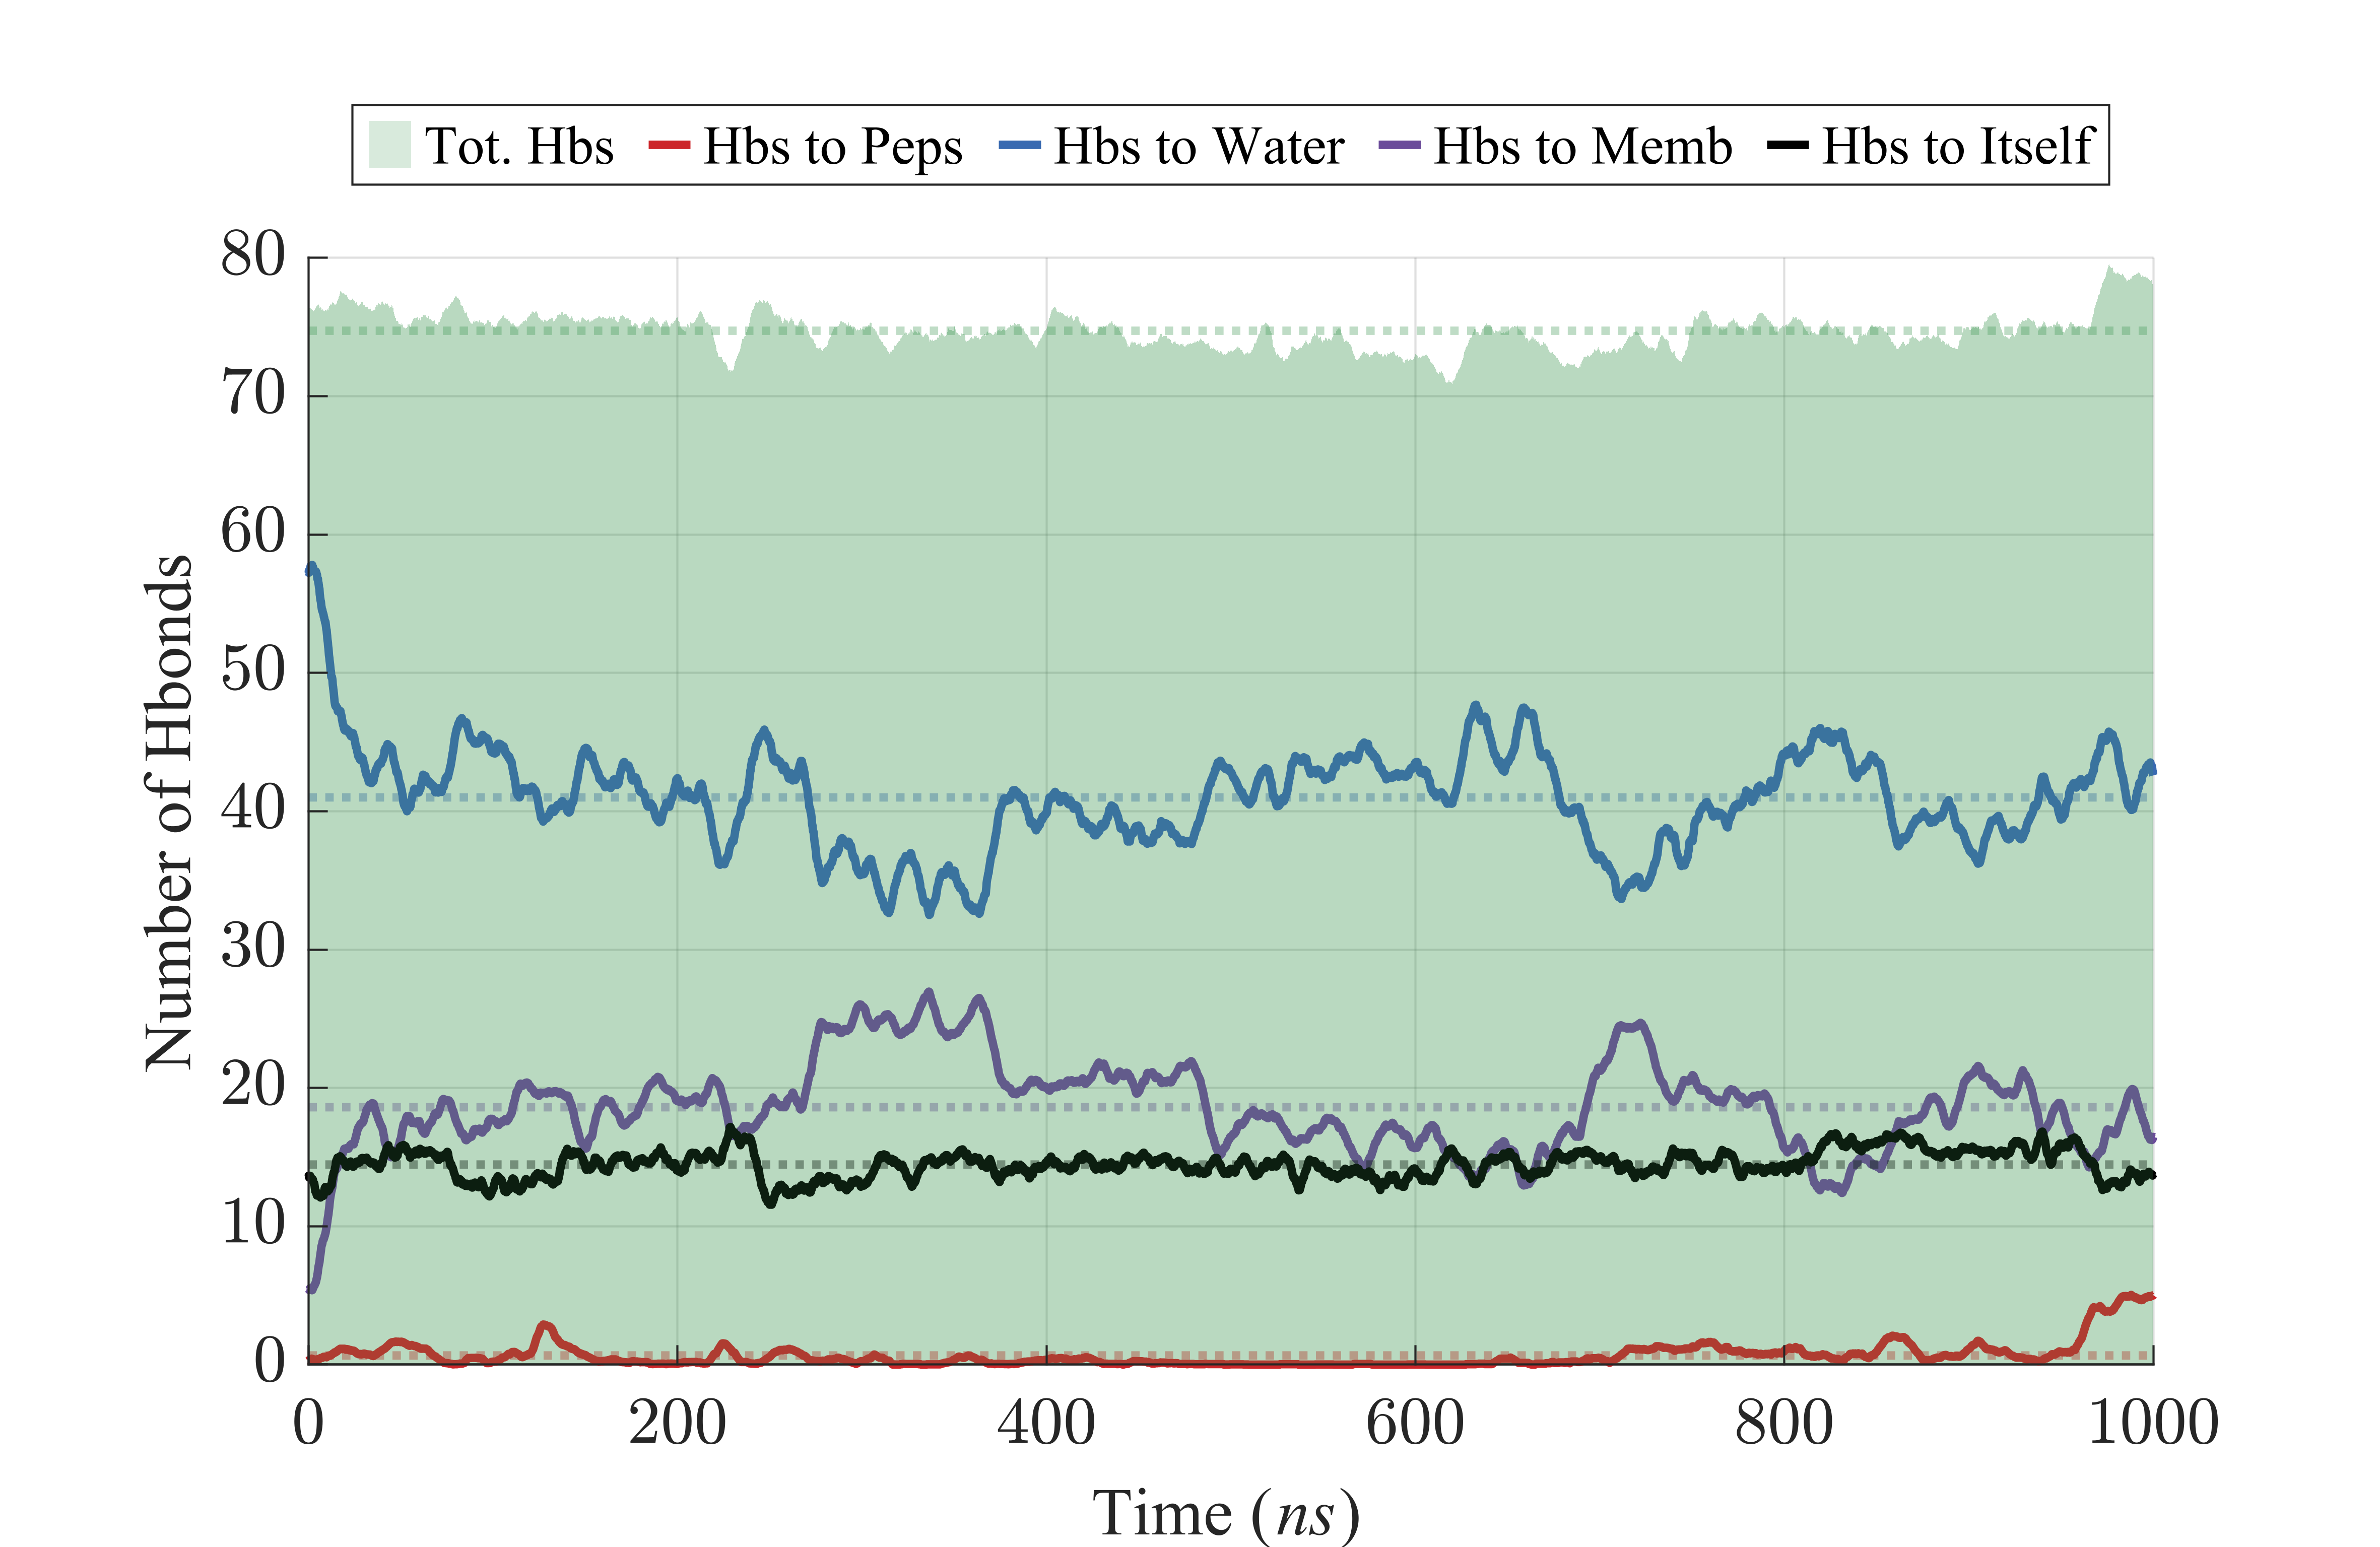 Tot. Hbs Hbs to Peps Hbs to Water Hbs to Memb Hbs to Itself
Number of Hbonds
80
70
60
50
40
30
20
10
0
0 200 400 600 800 1000
Time (ns)